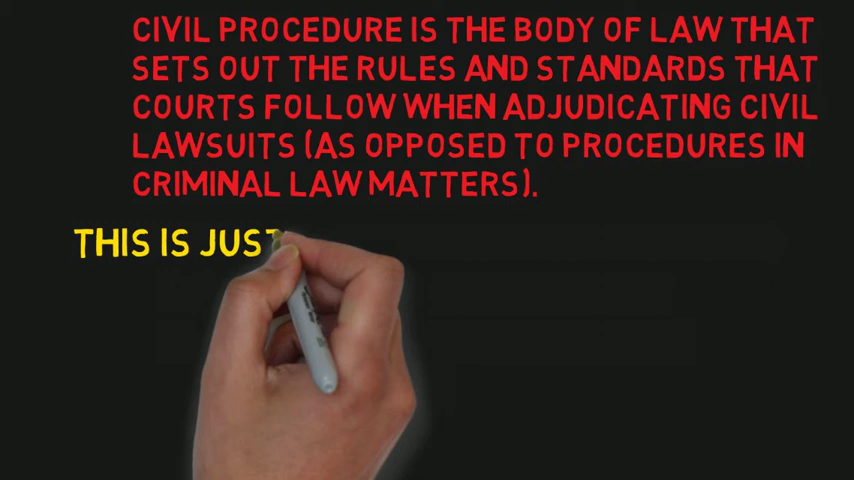 CIVIL PROCEDURE IS THE BODY OF LAW THAT
SETS OUT THE RULES AND STANDARDS THAT
COURTS FOLLOW WHEN ADJUDICATING CIVIL
LAWSUITS (AS OPPOSED TO PROCEDURES IN
CRIMINAL LAW MATTERS).
THIS IS JUST